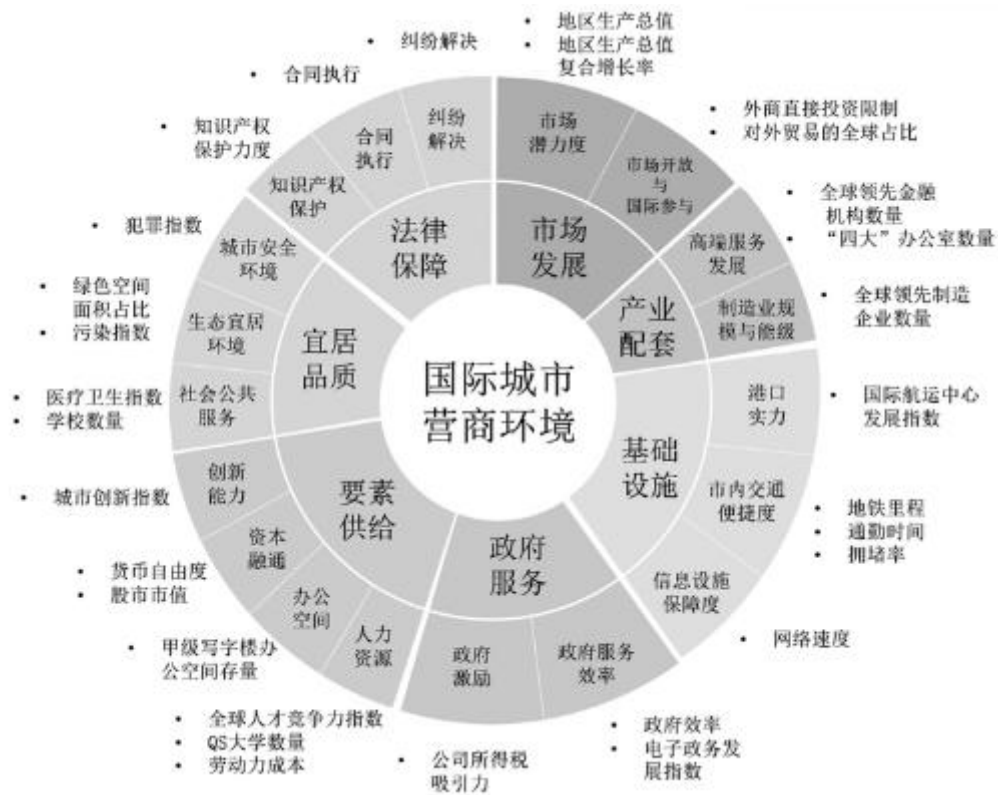 国际城市
营商环境
市场
发展
市场
潜力度
• 地区生产总值
• 地区生产总值
复合增长率
市场开放
与
国际参与
• 外商直接投资限制
• 对外贸易的全球占比
产业
配套
高端服务
发展
• 全球领先金融
机构数量
• “四大”办公室数量
制造业规
模与能级
• 全球领先制造
企业数量
基础
设施
港口
实力
• 国际航运中心
发展指数
市内交通
便捷度
• 地铁里程
• 通勤时间
• 拥堵率
信息设施
保障度
• 网络速度
政府
服务
政府服务
效率
• 政府效率
• 电子政务发
展指数
政府
激励
• 公司所得税
吸引力
要素
供给
人力
资源
• 全球人才竞争力指数
• QS大学数量
• 劳动力成本
办公
空间
• 甲级写字楼办
公空间存量
资本
融通
• 货币自由度
• 股市市值
创新
能力
• 城市创新指数
宜居
品质
社会公共
服务
• 医疗卫生指数
• 学校数量
生态宜居
环境
• 绿色空间
面积占比
• 污染指数
城市安全
环境
• 犯罪指数
法律
保障
知识产权
保护
• 知识产权
保护力度
合同
执行
• 合同执行
纠纷
解决
• 纠纷解决